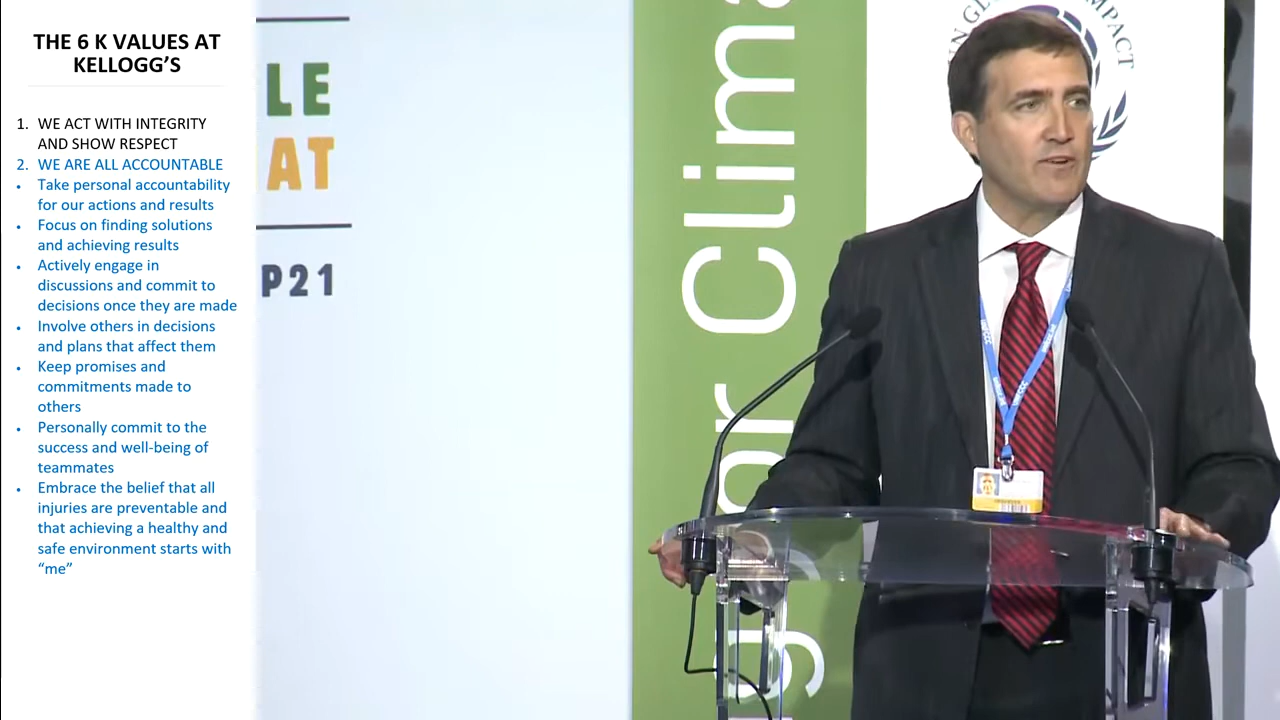 THE 6 K VALUES AT
KELLOGG’S
1. WE ACT WITH INTEGRITY
AND SHOW RESPECT
2. WE ARE ALL ACCOUNTABLE
• Take personal accountability
for our actions and results
• Focus on finding solutions
and achieving results
• Actively engage in
discussions and commit to
decisions once they are made
• Involve others in decisions
and plans that affect them
• Keep promises and
commitments made to
others
• Personally commit to the
success and well-being of
teammates
• Embrace the belief that all
injuries are preventable and
that achieving a healthy and
safe environment starts with
“me”
LE
AT
P21
g for Clima